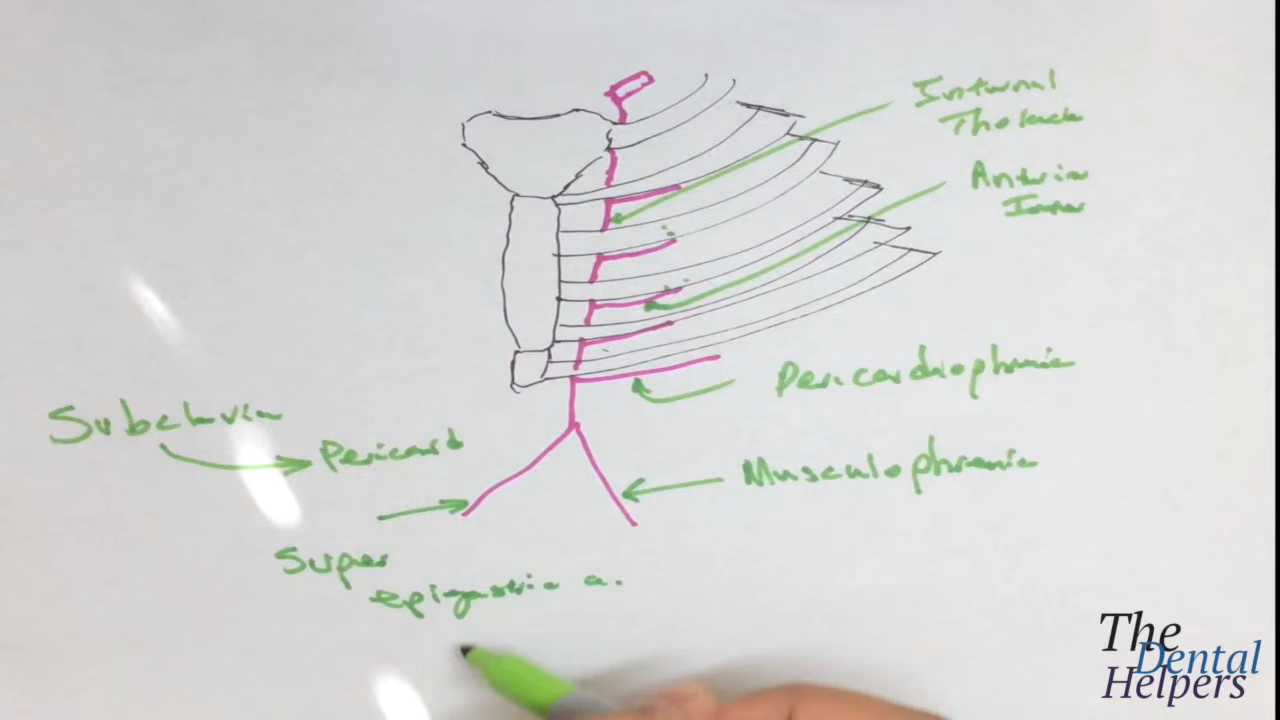 Internal
Thoracic
Anterior
Inter
Pericardiophrenic
Subclavian
Pericard
Musculophrenic
Super
epigastric a.
The
Dental
Helpers